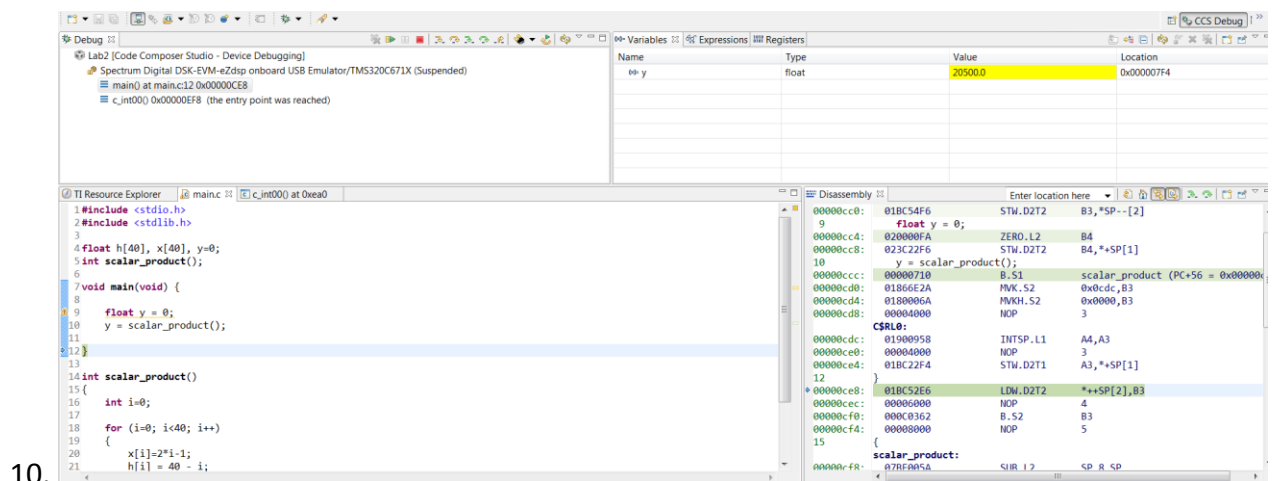 CCS Debug
Debug
Lab2 [Code Composer Studio - Device Debugging]
Spectrum Digital DSK-EVM-eZdsp onboard USB Emulator/TMS320C671X (Suspended)
main() at main.c:12 0x00000CE8
c_int00() 0x00000EF8 (the entry point was reached)
Variables Expressions Registers
Name Type Value Location
y float 20500.0 0x000007F4
TI Resource Explorer main.c c_int00() at 0xea0
1 #include <stdio.h>
2 #include <stdlib.h>
3
4 float h[40], x[40], y=0;
5 int scalar_product();
6
7 void main(void) {
8
9 float y = 0;
10 y = scalar_product();
11
12 }
13
14 int scalar_product()
15 {
16 int i=0;
17
18 for (i=0; i<40; i++)
19 {
20 x[i]=2*i-1;
21 h[i] = 40 - i;
Disassembly Enter location here
00000cc0: 01BC54F6 STW.D2T2 B3,*SP--[2]
9 float y = 0;
00000cc4: 020000FA ZERO.L2 B4
00000cc8: 023C22F6 STW.D2T2 B4,*+SP[1]
10 y = scalar_product();
00000ccc: 00000710 B.S1 scalar_product (PC+56 = 0x00000c
00000cd0: 01866E2A MVK.S2 0x0cdc,B3
00000cd4: 0180006A MVKH.S2 0x0000,B3
00000cd8: 00004000 NOP 3
C$RL0:
00000cdc: 01900958 INTSP.L1 A4,A3
00000ce0: 00004000 NOP 3
00000ce4: 01BC22F4 STW.D2T1 A3,*+SP[1]
12 }
00000ce8: 01BC52E6 LDW.D2T2 *++SP[2],B3
00000cec: 00006000 NOP 4
00000cf0: 000C0362 B.S2 B3
00000cf4: 00008000 NOP 5
15 {
scalar_product:
00000cf8: 07BF005A SUB.L2 SP,8,SP
10.